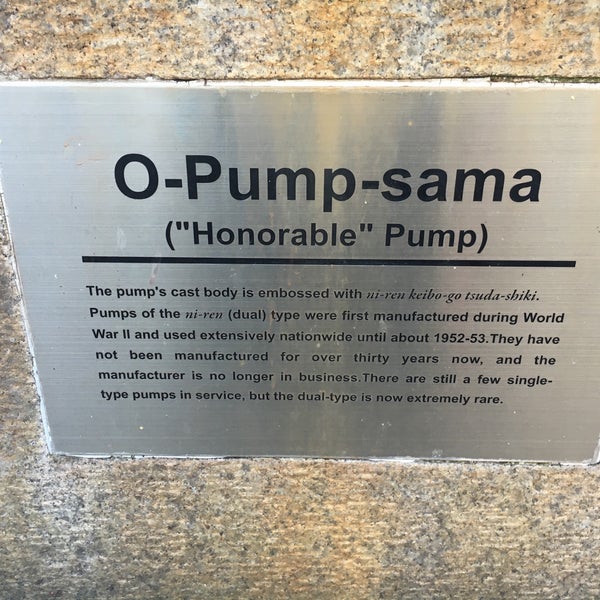 O-Pump-sama
("Honorable" Pump)
The pump's cast body is embossed with ni-ren keibo-go tsuda-shiki.
Pumps of the ni-ren (dual) type were first manufactured during World
War II and used extensively nationwide until about 1952-53.They have
not been manufactured for over thirty years now, and the
manufacturer is no longer in business.There are still a few single-
type pumps in service, but the dual-type is now extremely rare.